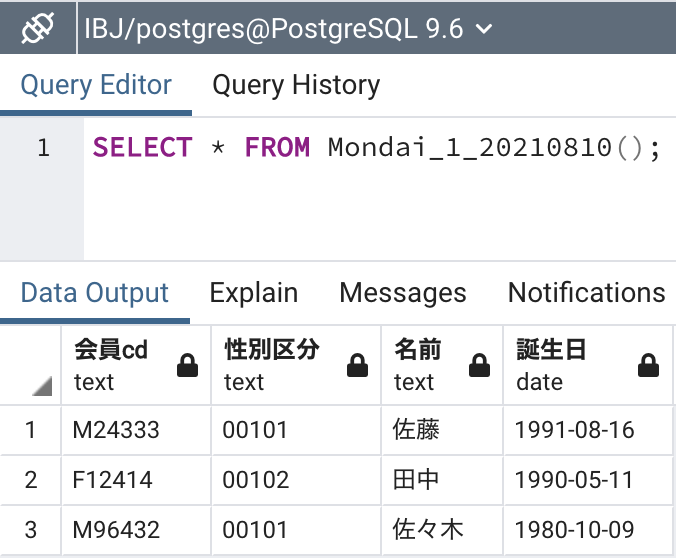 IBJ/postgres@PostgreSQL 9.6
Query Editor Query History
1 SELECT * FROM Mondai_1_20210810();
Data Output Explain Messages Notifications
会員cd 性別区分 名前 誕生日
text text text date
1 M24333 00101 佐藤 1991-08-16
2 F12414 00102 田中 1990-05-11
3 M96432 00101 佐々木 1980-10-09